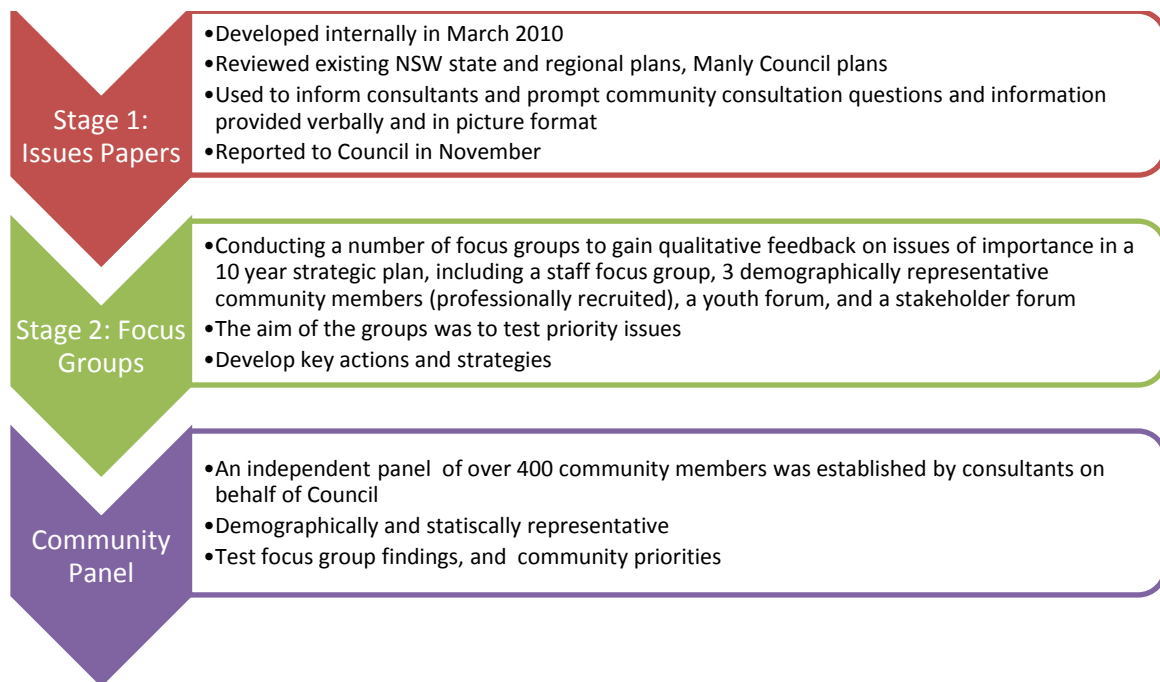 Stage 1:
Issues Papers
•Developed internally in March 2010
•Reviewed existing NSW state and regional plans, Manly Council plans
•Used to inform consultants and prompt community consultation questions and information
provided verbally and in picture format
•Reported to Council in November
Stage 2: Focus
Groups
•Conducting a number of focus groups to gain qualitative feedback on issues of importance in a
10 year strategic plan, including a staff focus group, 3 demographically representative
community members (professionally recruited), a youth forum, and a stakeholder forum
•The aim of the groups was to test priority issues
•Develop key actions and strategies
Community
Panel
•An independent panel of over 400 community members was established by consultants on
behalf of Council
•Demographically and statiscally representative
•Test focus group findings, and community priorities